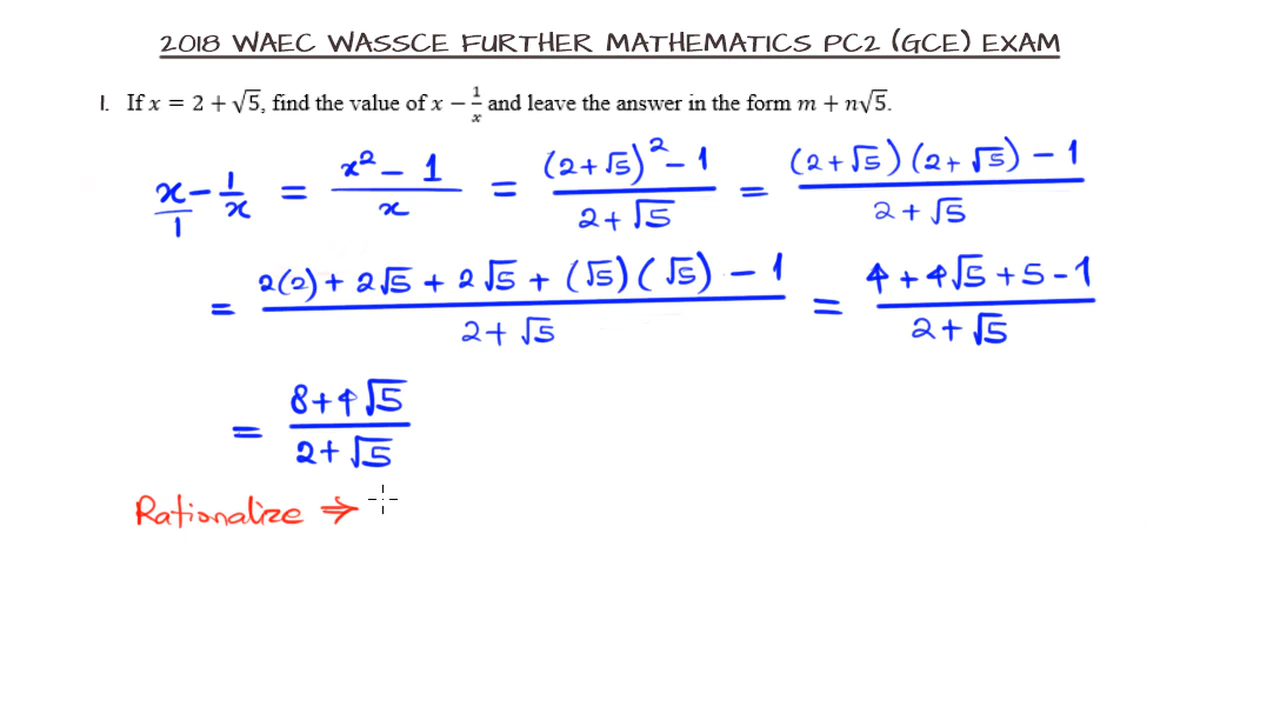 2018 WAEC WASSCE FURTHER MATHEMATICS PC2 (GCE) EXAM
1. If x = 2 + √5, find the value of x − 1/x and leave the answer in the form m + n√5.
x/1 − 1/x = (x² − 1)/x = ((2+√5)² − 1)/(2+√5) = ((2+√5)(2+√5) − 1)/(2+√5)
= (2(2) + 2√5 + 2√5 + (√5)(√5) − 1)/(2+√5) = (4 + 4√5 + 5 − 1)/(2+√5)
= (8+4√5)/(2+√5)
Rationalize ⇒